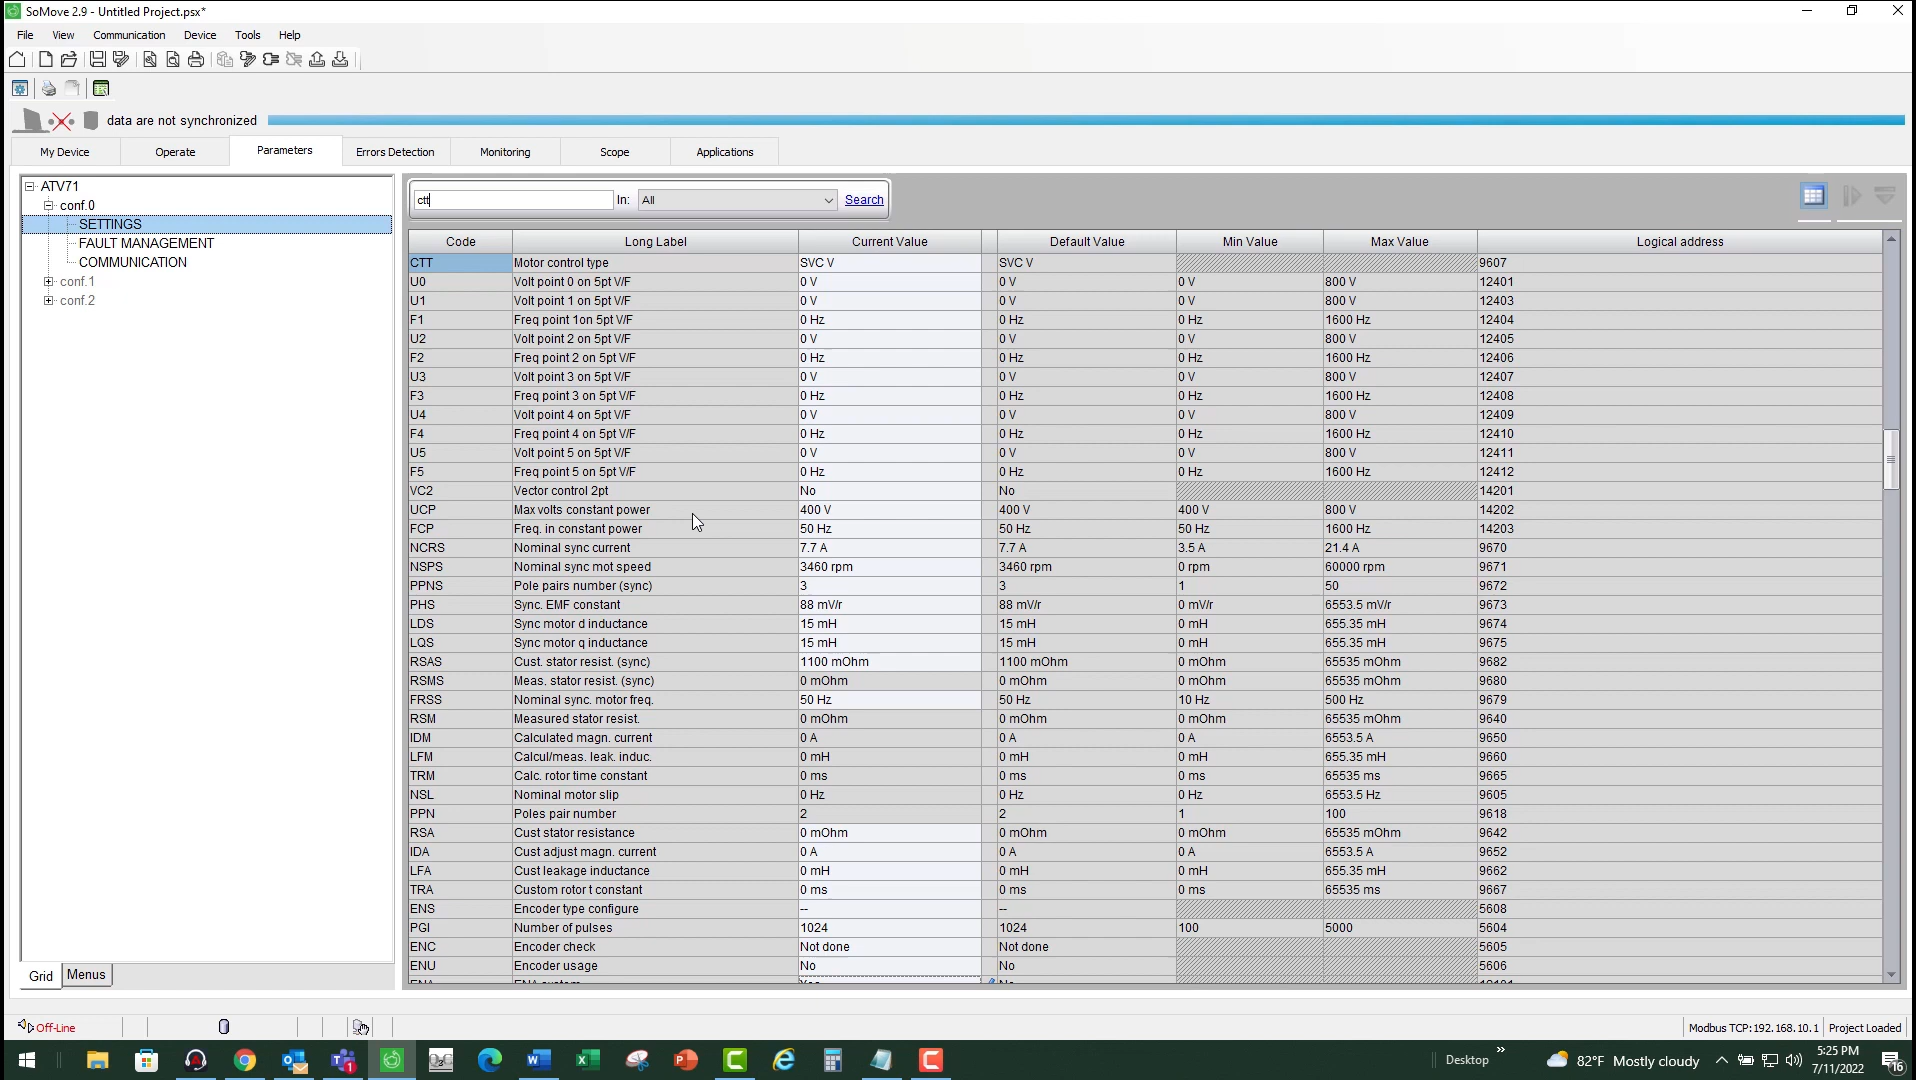 SoMove 2.9 - Untitled Project.psx*
File View Communication Device Tools Help
data are not synchronized
My Device Operate Parameters Errors Detection Monitoring Scope Applications
ATV71
conf.0
SETTINGS
FAULT MANAGEMENT
COMMUNICATION
conf.1
conf.2
Grid Menus
ctt In: All Search
Code Long Label Current Value Default Value Min Value Max Value Logical address
CTT Motor control type SVC V SVC V 9607
U0 Volt point 0 on 5pt V/F 0 V 0 V 0 V 800 V 12401
U1 Volt point 1 on 5pt V/F 0 V 0 V 0 V 800 V 12403
F1 Freq point 1on 5pt V/F 0 Hz 0 Hz 0 Hz 1600 Hz 12404
U2 Volt point 2 on 5pt V/F 0 V 0 V 0 V 800 V 12405
F2 Freq point 2 on 5pt V/F 0 Hz 0 Hz 0 Hz 1600 Hz 12406
U3 Volt point 3 on 5pt V/F 0 V 0 V 0 V 800 V 12407
F3 Freq point 3 on 5pt V/F 0 Hz 0 Hz 0 Hz 1600 Hz 12408
U4 Volt point 4 on 5pt V/F 0 V 0 V 0 V 800 V 12409
F4 Freq point 4 on 5pt V/F 0 Hz 0 Hz 0 Hz 1600 Hz 12410
U5 Volt point 5 on 5pt V/F 0 V 0 V 0 V 800 V 12411
F5 Freq point 5 on 5pt V/F 0 Hz 0 Hz 0 Hz 1600 Hz 12412
VC2 Vector control 2pt No No 14201
UCP Max volts constant power 400 V 400 V 400 V 800 V 14202
FCP Freq. in constant power 50 Hz 50 Hz 50 Hz 1600 Hz 14203
NCRS Nominal sync current 7.7 A 7.7 A 3.5 A 21.4 A 9670
NSPS Nominal sync mot speed 3460 rpm 3460 rpm 0 rpm 60000 rpm 9671
PPNS Pole pairs number (sync) 3 3 1 50 9672
PHS Sync. EMF constant 88 mV/r 88 mV/r 0 mV/r 6553.5 mV/r 9673
LDS Sync motor d inductance 15 mH 15 mH 0 mH 655.35 mH 9674
LQS Sync motor q inductance 15 mH 15 mH 0 mH 655.35 mH 9675
RSAS Cust. stator resist. (sync) 1100 mOhm 1100 mOhm 0 mOhm 65535 mOhm 9682
RSMS Meas. stator resist. (sync) 0 mOhm 0 mOhm 0 mOhm 65535 mOhm 9680
FRSS Nominal sync. motor freq. 50 Hz 50 Hz 10 Hz 500 Hz 9679
RSM Measured stator resist. 0 mOhm 0 mOhm 0 mOhm 65535 mOhm 9640
IDM Calculated magn. current 0 A 0 A 0 A 6553.5 A 9650
LFM Calcul/meas. leak. induc. 0 mH 0 mH 0 mH 655.35 mH 9660
TRM Calc. rotor time constant 0 ms 0 ms 0 ms 65535 ms 9665
NSL Nominal motor slip 0 Hz 0 Hz 0 Hz 6553.5 Hz 9605
PPN Poles pair number 2 2 1 100 9618
RSA Cust stator resistance 0 mOhm 0 mOhm 0 mOhm 65535 mOhm 9642
IDA Cust adjust magn. current 0 A 0 A 0 A 6553.5 A 9652
LFA Cust leakage inductance 0 mH 0 mH 0 mH 655.35 mH 9662
TRA Custom rotor t constant 0 ms 0 ms 0 ms 65535 ms 9667
ENS Encoder type configure -- -- 5608
PGI Number of pulses 1024 1024 100 5000 5604
ENC Encoder check Not done Not done 5605
ENU Encoder usage No No 5606
Off-Line Modbus TCP:192.168.10.1 Project Loaded
Desktop 82°F Mostly cloudy 5:25 PM
7/11/2022
16